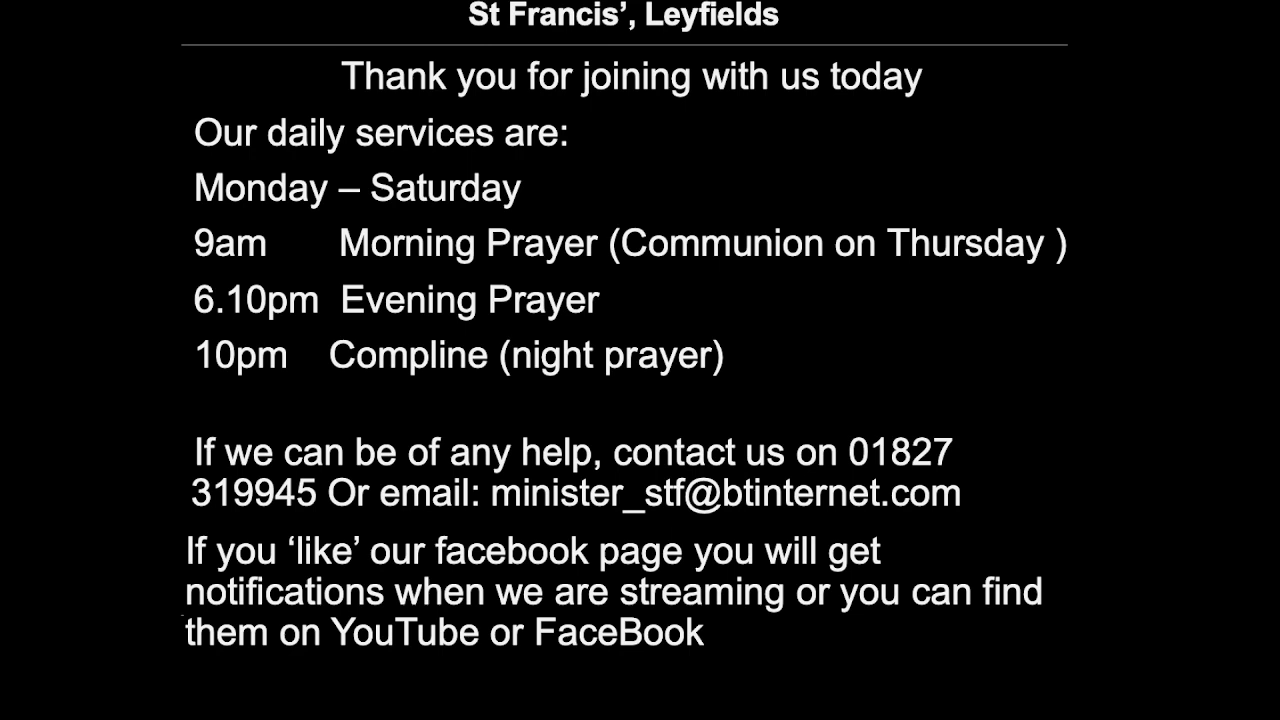 St Francis’, Leyfields
Thank you for joining with us today
Our daily services are:
Monday – Saturday
9am Morning Prayer (Communion on Thursday )
6.10pm Evening Prayer
10pm Compline (night prayer)
If we can be of any help, contact us on 01827
319945 Or email: minister_stf@btinternet.com
If you ‘like’ our facebook page you will get
notifications when we are streaming or you can find
them on YouTube or FaceBook